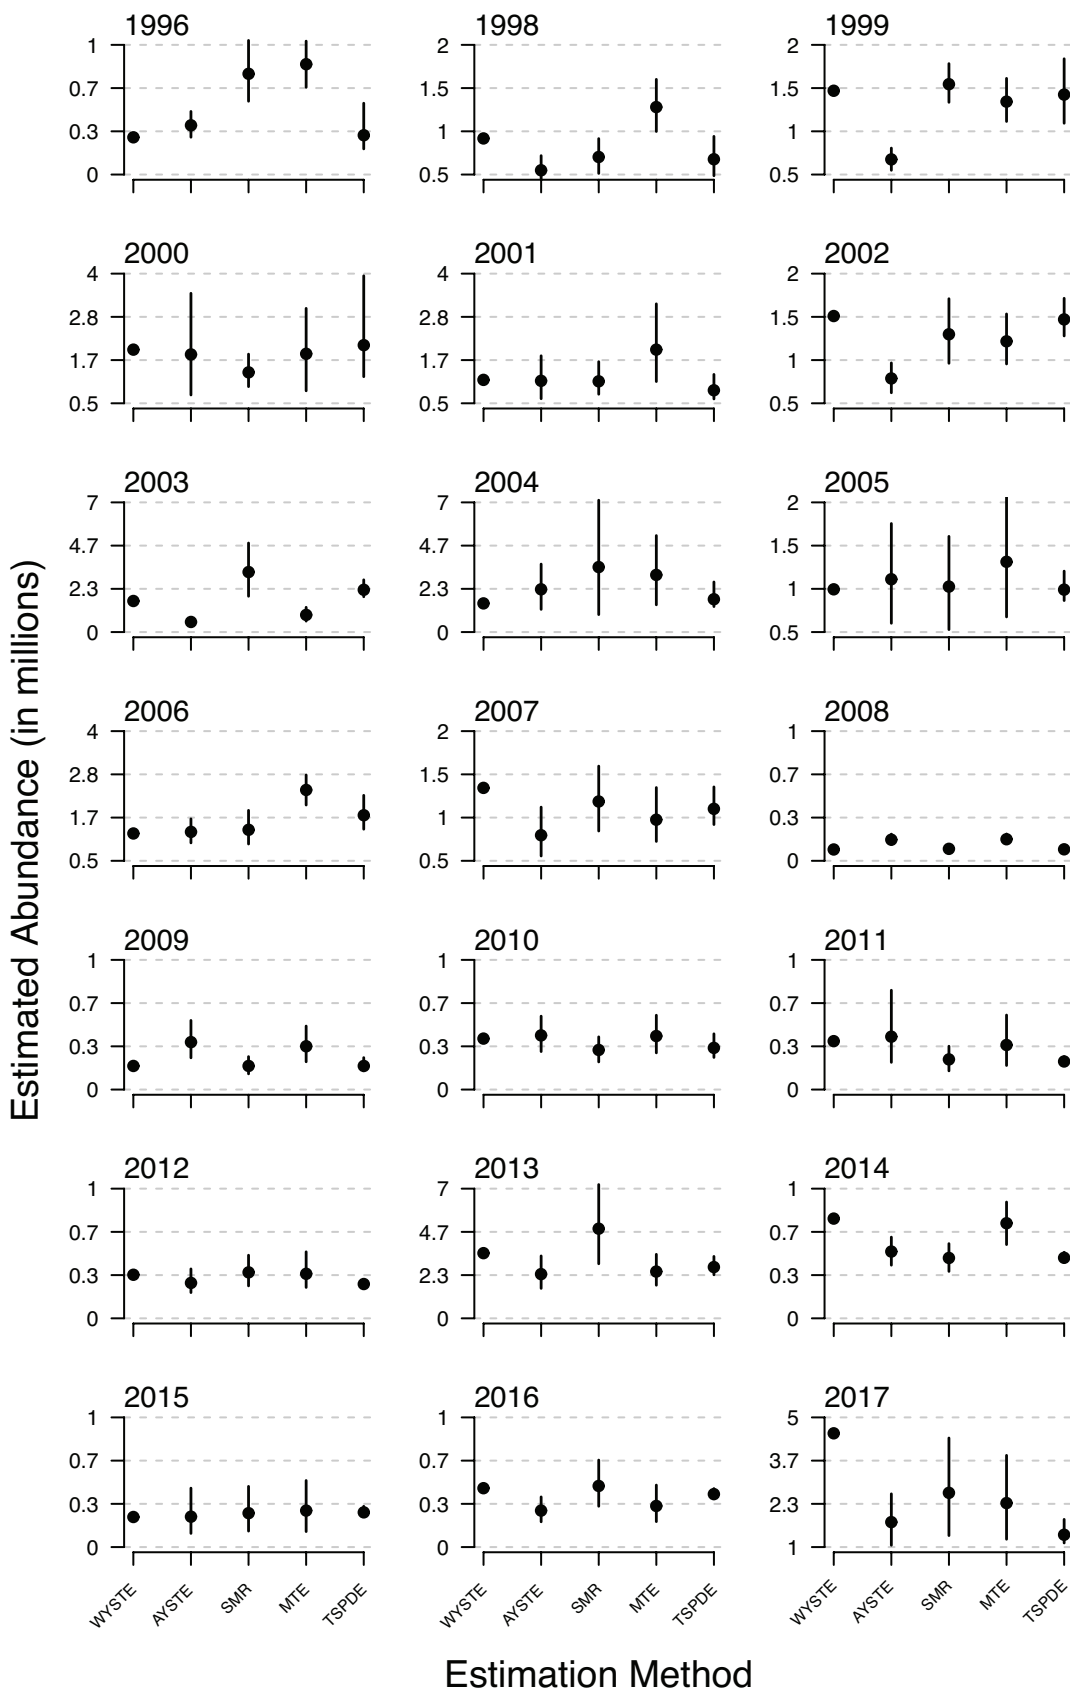 1996 1998 1999
1 2 2
0.7 1.5 1.5
0.3 1 1
0 0.5 0.5
2000 2001 2002
4 4 2
2.8 2.8 1.5
1.7 1.7 1
0.5 0.5 0.5
2003 2004 2005
7 7 2
4.7 4.7 1.5
2.3 2.3 1
0 0 0.5
2006 2007 2008
4 2 1
2.8 1.5 0.7
1.7 1 0.3
0.5 0.5 0
2009 2010 2011
1 1 1
0.7 0.7 0.7
0.3 0.3 0.3
0 0 0
2012 2013 2014
1 7 1
0.7 4.7 0.7
0.3 2.3 0.3
0 0 0
2015 2016 2017
1 1 5
0.7 0.7 3.7
0.3 0.3 2.3
0 0 1
WYSTE AYSTE SMR MTE TSPDE WYSTE AYSTE SMR MTE TSPDE WYSTE AYSTE SMR MTE TSPDE
Estimated Abundance (in millions)
Estimation Method